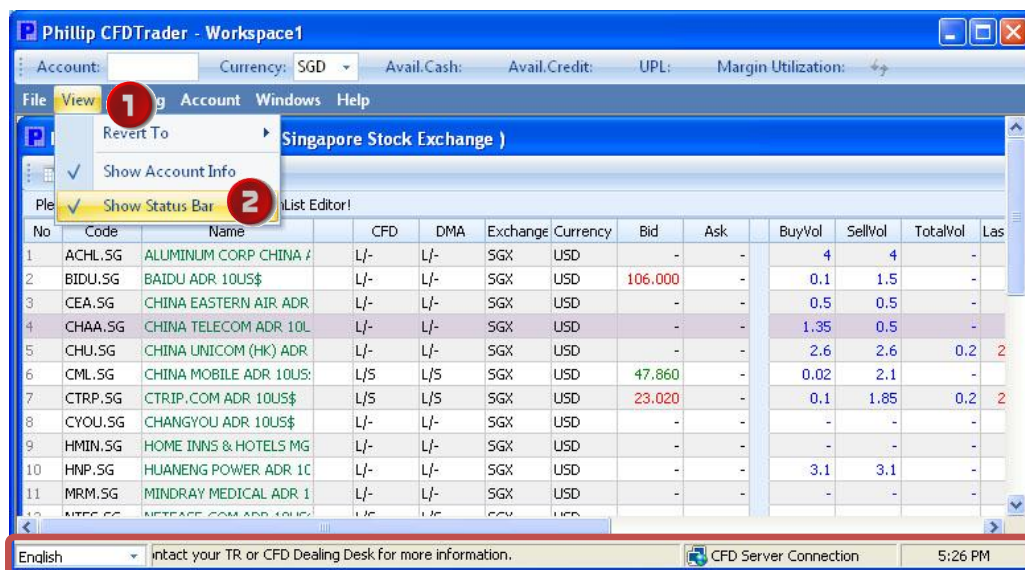 Phillip CFDTrader - Workspace1
Account: Currency: SGD Avail.Cash: Avail.Credit: UPL: Margin Utilization:
File View 1 g Account Windows Help
Revert To Singapore Stock Exchange )
Show Account Info
Ple Show Status Bar 2 List Editor!
No Code Name CFD DMA Exchange Currency Bid Ask BuyVol SellVol TotalVol Las
1 ACHL.SG ALUMINUM CORP CHINA L/- L/- SGX USD - - 4 4 -
2 BIDU.SG BAIDU ADR 10US$ L/- L/- SGX USD 106.000 - 0.1 1.5 -
3 CEA.SG CHINA EASTERN AIR ADR L/- L/- SGX USD - - 0.5 0.5 -
4 CHAA.SG CHINA TELECOM ADR 10U L/- L/- SGX USD - - 1.35 0.5 -
5 CHU.SG CHINA UNICOM (HK) ADR L/- L/- SGX USD - - 2.6 2.6 0.2 2
6 CML.SG CHINA MOBILE ADR 10US L/S L/S SGX USD 47.860 - 0.02 2.1 -
7 CTRP.SG CTRIP.COM ADR 10US$ L/S L/S SGX USD 23.020 - 0.1 1.85 0.2 2
8 CYOU.SG CHANGYOU ADR 10US$ L/- L/- SGX USD - - - - -
9 HMIN.SG HOME INNS & HOTELS MG L/- L/- SGX USD - - - - -
10 HNP.SG HUANENG POWER ADR 1 L/- L/- SGX USD - - 3.1 3.1 -
11 MRM.SG MINDRAY MEDICAL ADR 1 L/- L/- SGX USD - - - - -
English ntact your TR or CFD Dealing Desk for more information. CFD Server Connection 5:26 PM